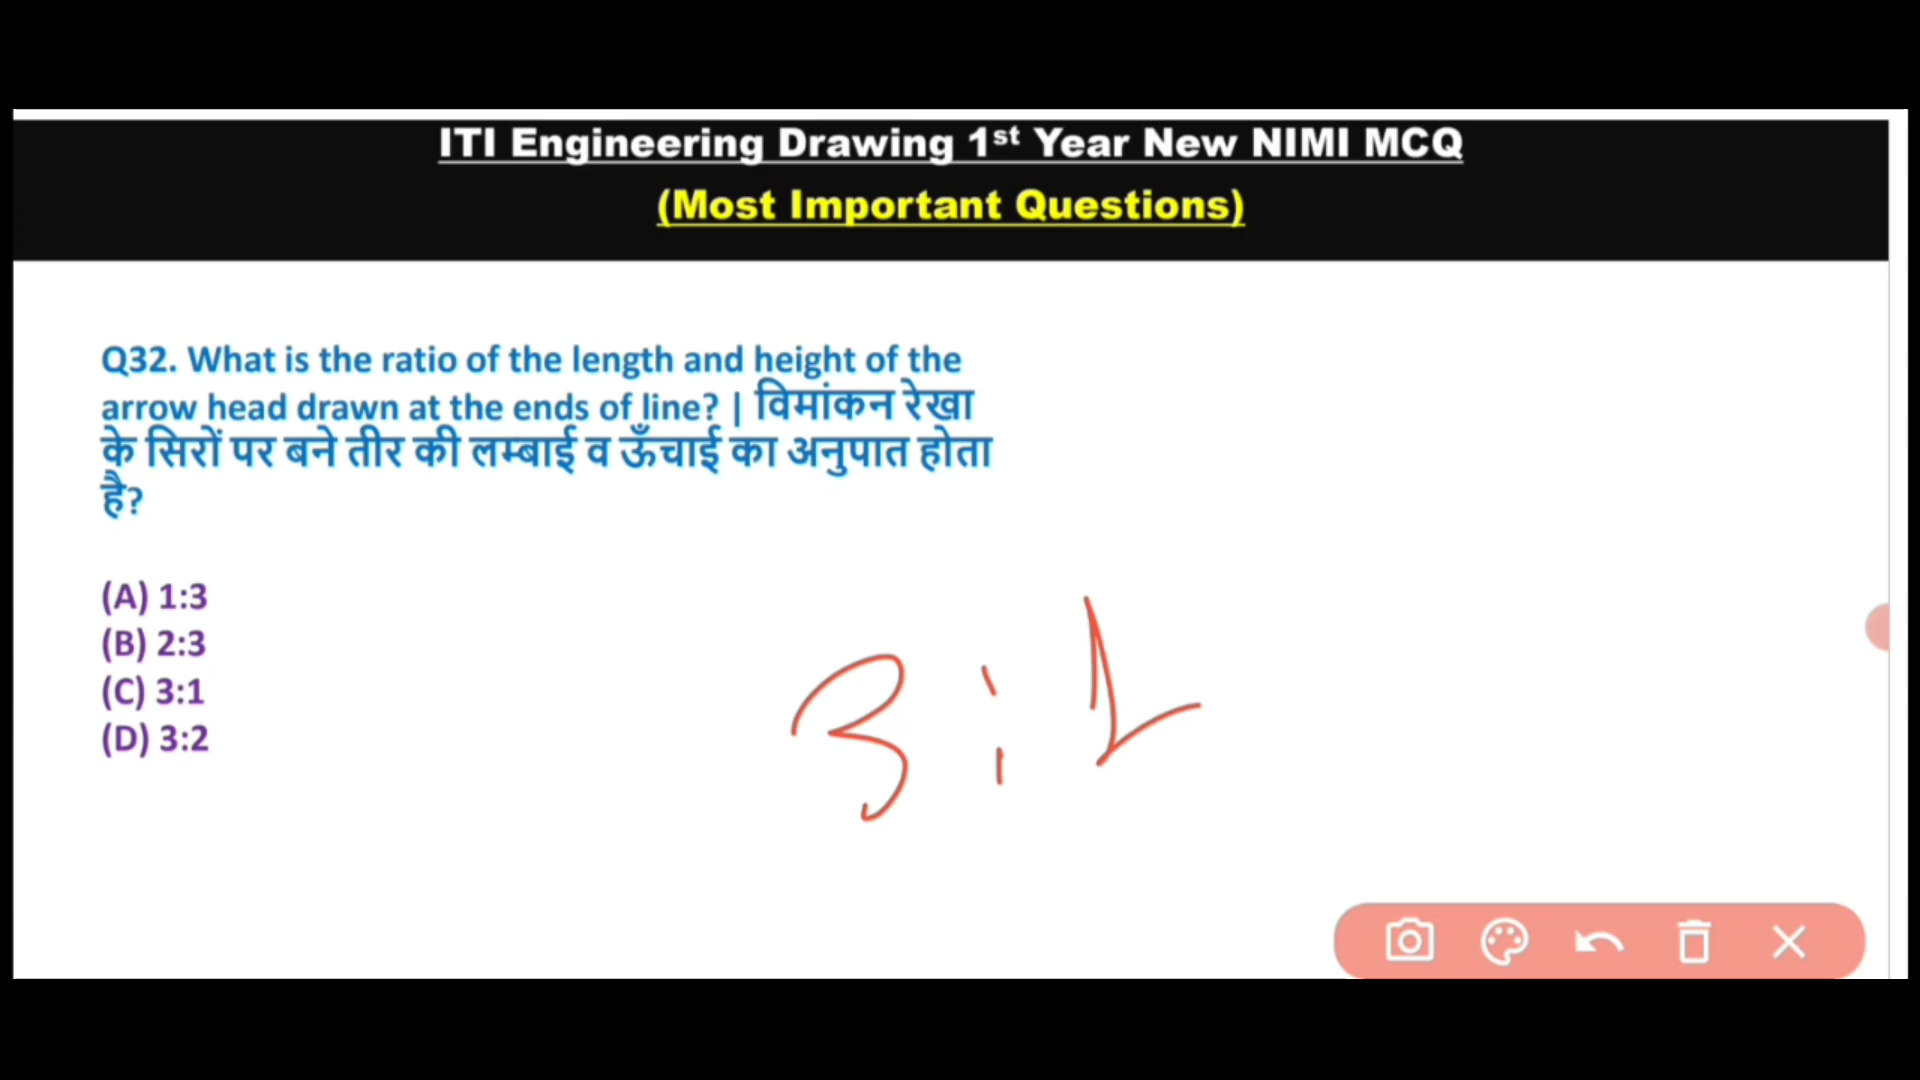 ITI Engineering Drawing 1st Year New NIMI MCQ
(Most Important Questions)
Q32. What is the ratio of the length and height of the
arrow head drawn at the ends of line? | विमांकन रेखा
के सिरों पर बने तीर की लम्बाई व ऊँचाई का अनुपात होता
है?
(A) 1:3
(B) 2:3
(C) 3:1
(D) 3:2
3:1